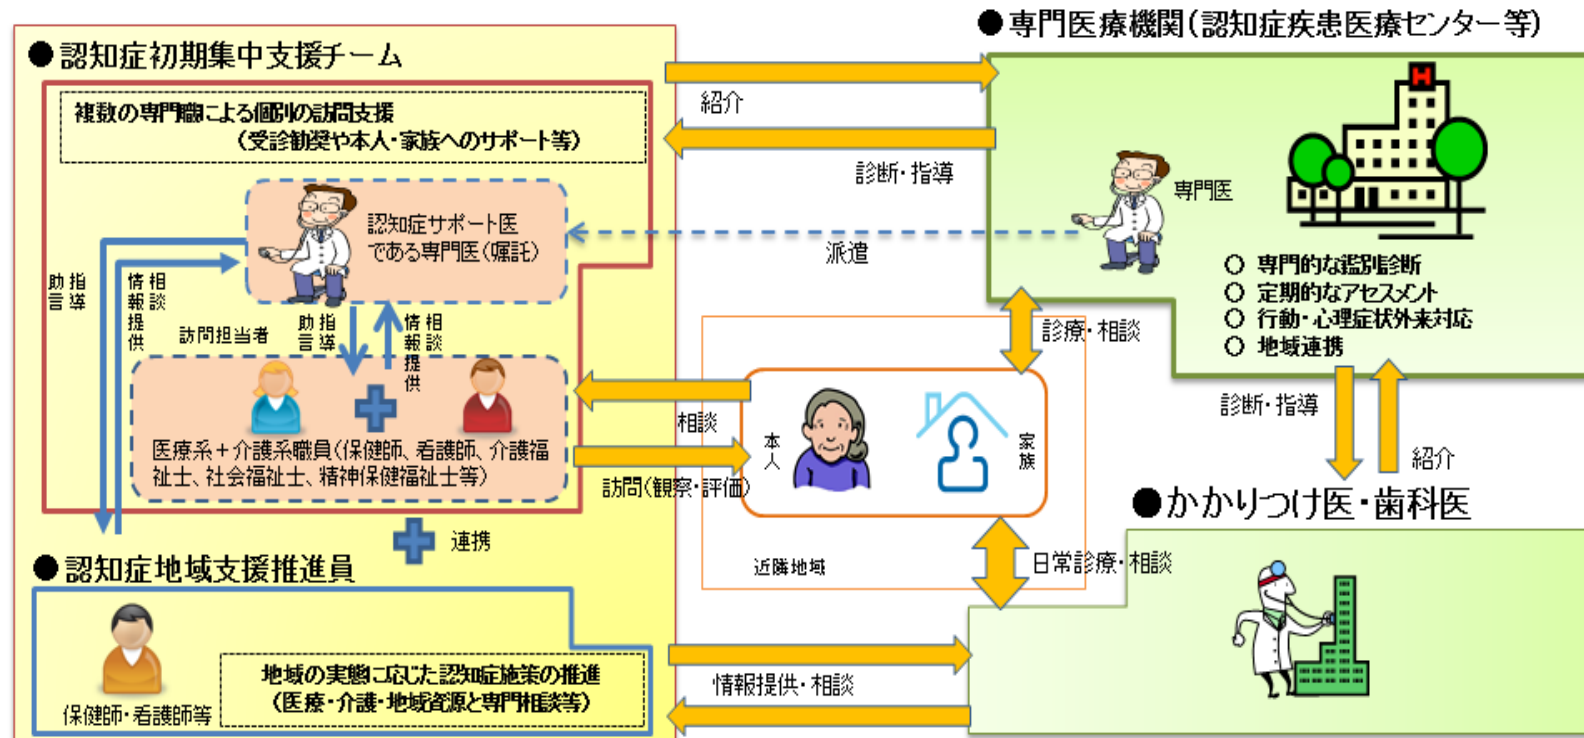 ●認知症初期集中支援チーム
複数の専門職による個別の訪問支援
（受診勧奨や本人・家族へのサポート等）
認知症サポート医
である専門医（嘱託）
指導
助言
相談
情報提供
訪問担当者
指導
助言
相談
情報提供
医療系＋介護系職員（保健師、看護師、介護福
祉士、社会福祉士、精神保健福祉士等）
連携
●認知症地域支援推進員
保健師・看護師等
地域の実態に応じた認知症施策の推進
（医療・介護・地域資源と専門相談等）
紹介
診断・指導
派遣
相談
訪問（観察・評価）
本人
家族
近隣地域
診療・相談
日常診療・相談
情報提供・相談
●専門医療機関（認知症疾患医療センター等）
専門医
H
○ 専門的な鑑別診断
○ 定期的なアセスメント
○ 行動・心理症状外来対応
○ 地域連携
診断・指導
紹介
●かかりつけ医・歯科医